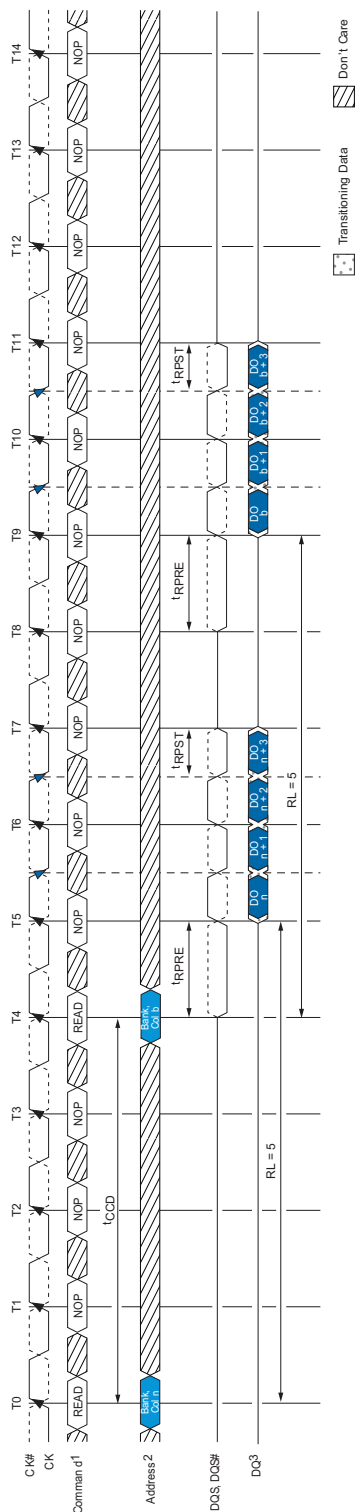 T0 T1 T2 T3 T4 T5 T6 T7 T8 T9 T10 T11 T12 T13 T14
CK#
CK
Command1 READ NOP NOP NOP READ NOP NOP NOP NOP NOP NOP NOP NOP NOP NOP
tCCD
Address2 Bank, Col n Bank, Col b
tRPRE tRPST tRPRE tRPST
DQS, DQS#
DQ3 DO n DO n + 1 DO n + 2 DO n + 3 DO b DO b + 1 DO b + 2 DO b + 3
RL = 5
RL = 5
Transitioning Data Don't Care